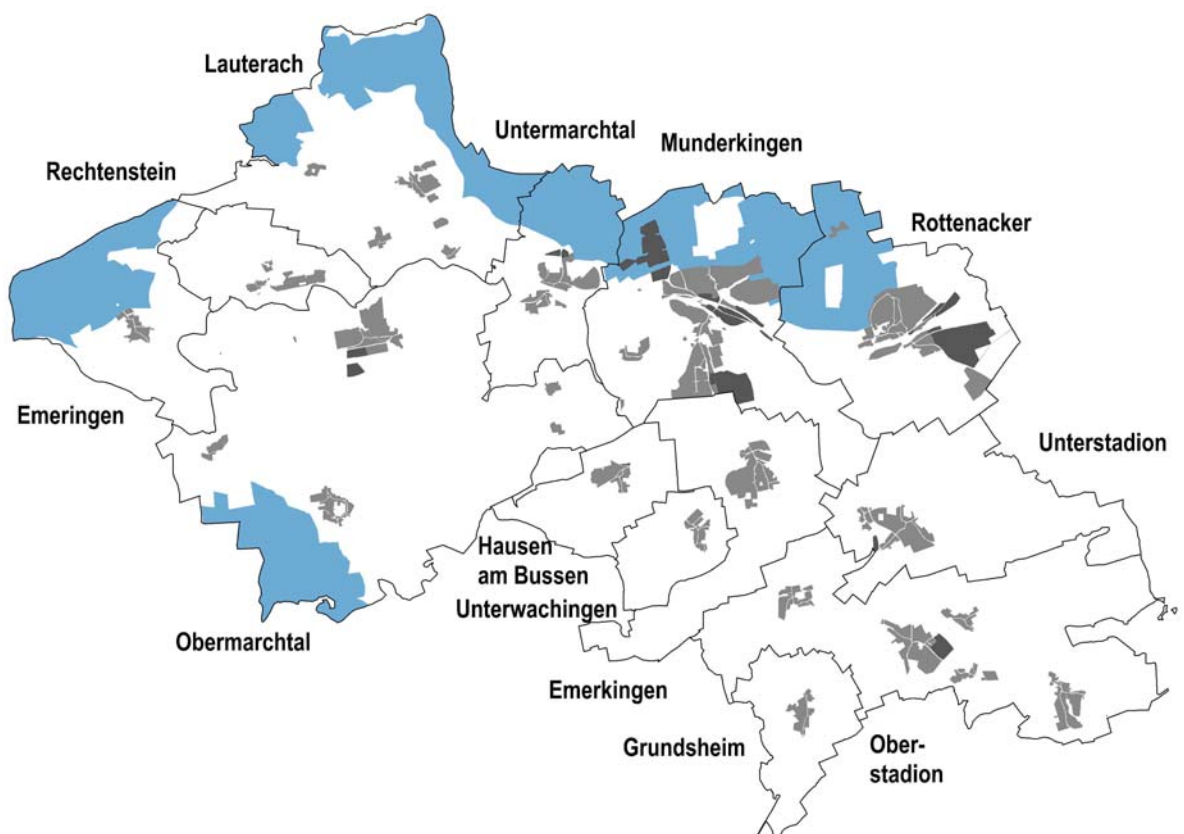 Lauterach
Untermarchtal
Munderkingen
Rechtenstein
Rottenacker
Emeringen
Unterstadion
Hausen
am Bussen
Unterwachingen
Obermarchtal
Emerkingen
Grundsheim
Ober-
stadion